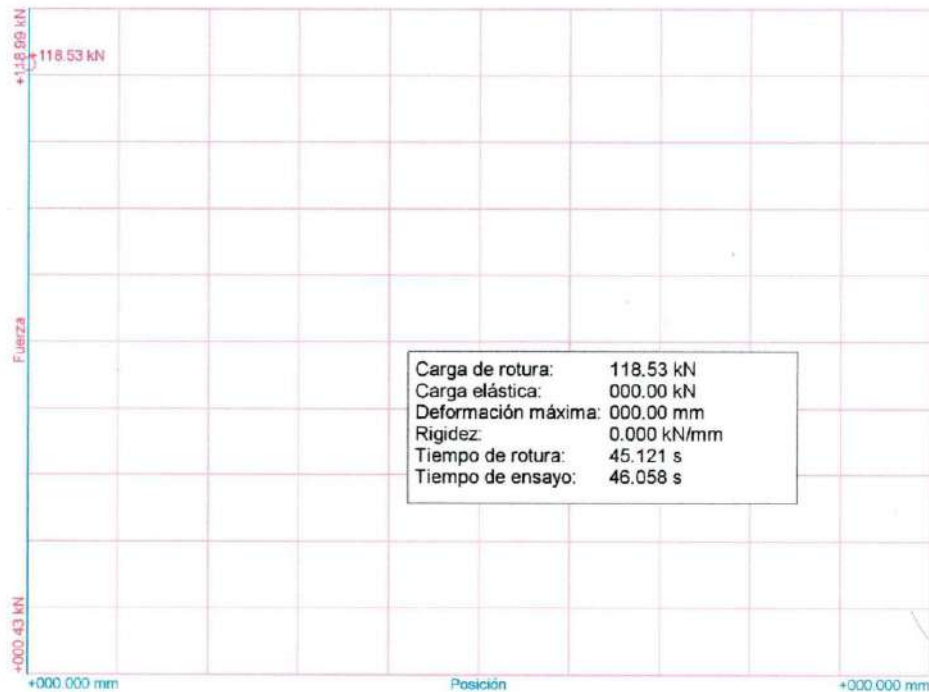 +118.99 kN
+118.53 kN
Fuerza
Carga de rotura: 118.53 kN
Carga elástica: 000.00 kN
Deformación máxima: 000.00 mm
Rigidez: 0.000 kN/mm
Tiempo de rotura: 45.121 s
Tiempo de ensayo: 46.058 s
+000.43 kN
+000.000 mm Posición +000.000 mm